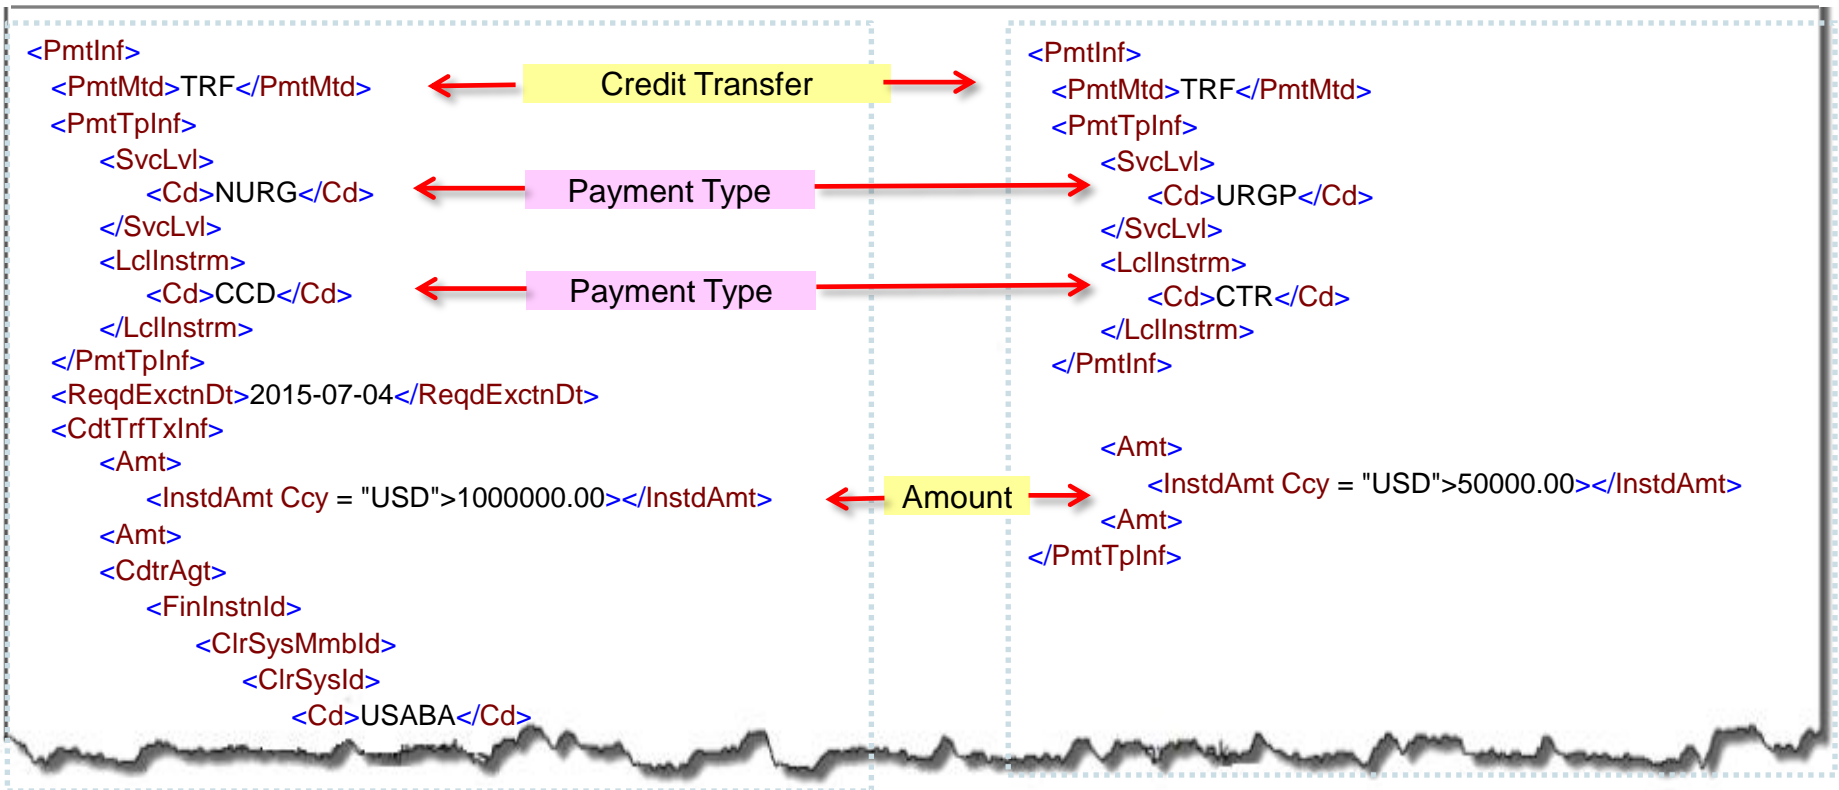 <PmtInf>
<PmtMtd>TRF</PmtMtd>
<PmtTpInf>
<SvcLvl>
<Cd>NURG</Cd>
</SvcLvl>
<LclInstrm>
<Cd>CCD</Cd>
</LclInstrm>
</PmtTpInf>
<ReqdExctnDt>2015-07-04</ReqdExctnDt>
<CdtTrfTxInf>
<Amt>
<InstdAmt Ccy = "USD">1000000.00></InstdAmt>
<Amt>
<CdtrAgt>
<FinInstnId>
<ClrSysMmbId>
<ClrSysId>
<Cd>USABA</Cd>
Credit Transfer
Payment Type
Payment Type
Amount
<PmtInf>
<PmtMtd>TRF</PmtMtd>
<PmtTpInf>
<SvcLvl>
<Cd>URGP</Cd>
</SvcLvl>
<LclInstrm>
<Cd>CTR</Cd>
</LclInstrm>
</PmtInf>
<Amt>
<InstdAmt Ccy = "USD">50000.00></InstdAmt>
<Amt>
</PmtTpInf>